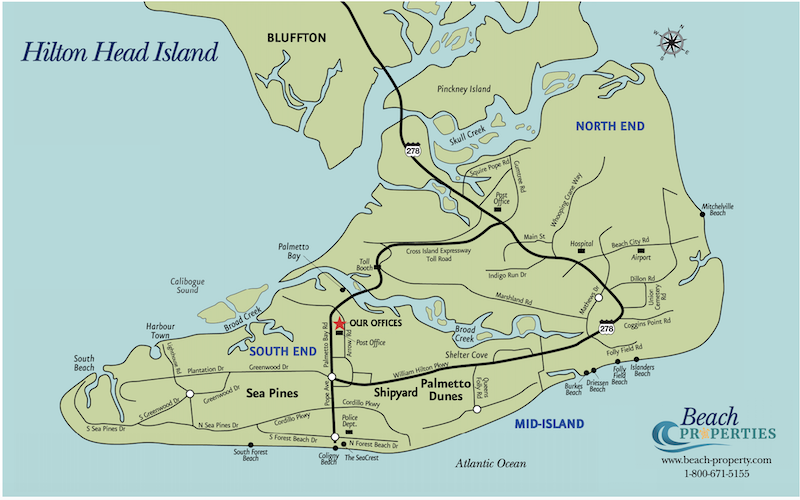 Hilton Head Island
BLUFFTON
Pinckney Island
N
W
E
S
Skull Creek
278
NORTH END
Squire Pope Rd
Gumtree Rd
Post
Office
Whooping Crane Way
Mitchelville
Beach
Main St
Hospital
Beach City Rd
Airport
Cross Island Expressway
Toll Road
Palmetto
Bay
Toll
Booth
Indigo Run Dr
Dillon Rd
Union
Cemetery
Rd
Mathews Dr
Marshland Rd
Calibogue
Sound
Broad Creek
OUR OFFICES
Post Office
Palmetto Bay Rd
Arrow Rd
Broad
Creek
278
Coggins Point Rd
Harbour
Town
Lighthouse Rd
SOUTH END
Shelter Cove
Folly Field Rd
South
Beach
Plantation Dr
Greenwood Dr
William Hilton Pkwy
Islanders
Beach
Folly
Field
Beach
Driessen
Beach
Burkes
Beach
Sea Pines
Pope Ave
Shipyard
Palmetto
Dunes
Queens
Folly Rd
S Greenwood Dr
Cordillo Pkwy
Cordillo Pkwy
Police
Dept.
MID-ISLAND
S Sea Pines Dr
N Sea Pines Dr
S Forest Beach Dr
N Forest Beach Dr
South Forest
Beach
Coligny
Beach
The SeaCrest
Atlantic Ocean
Beach
PROPERTIES
www.beach-property.com
1-800-671-5155